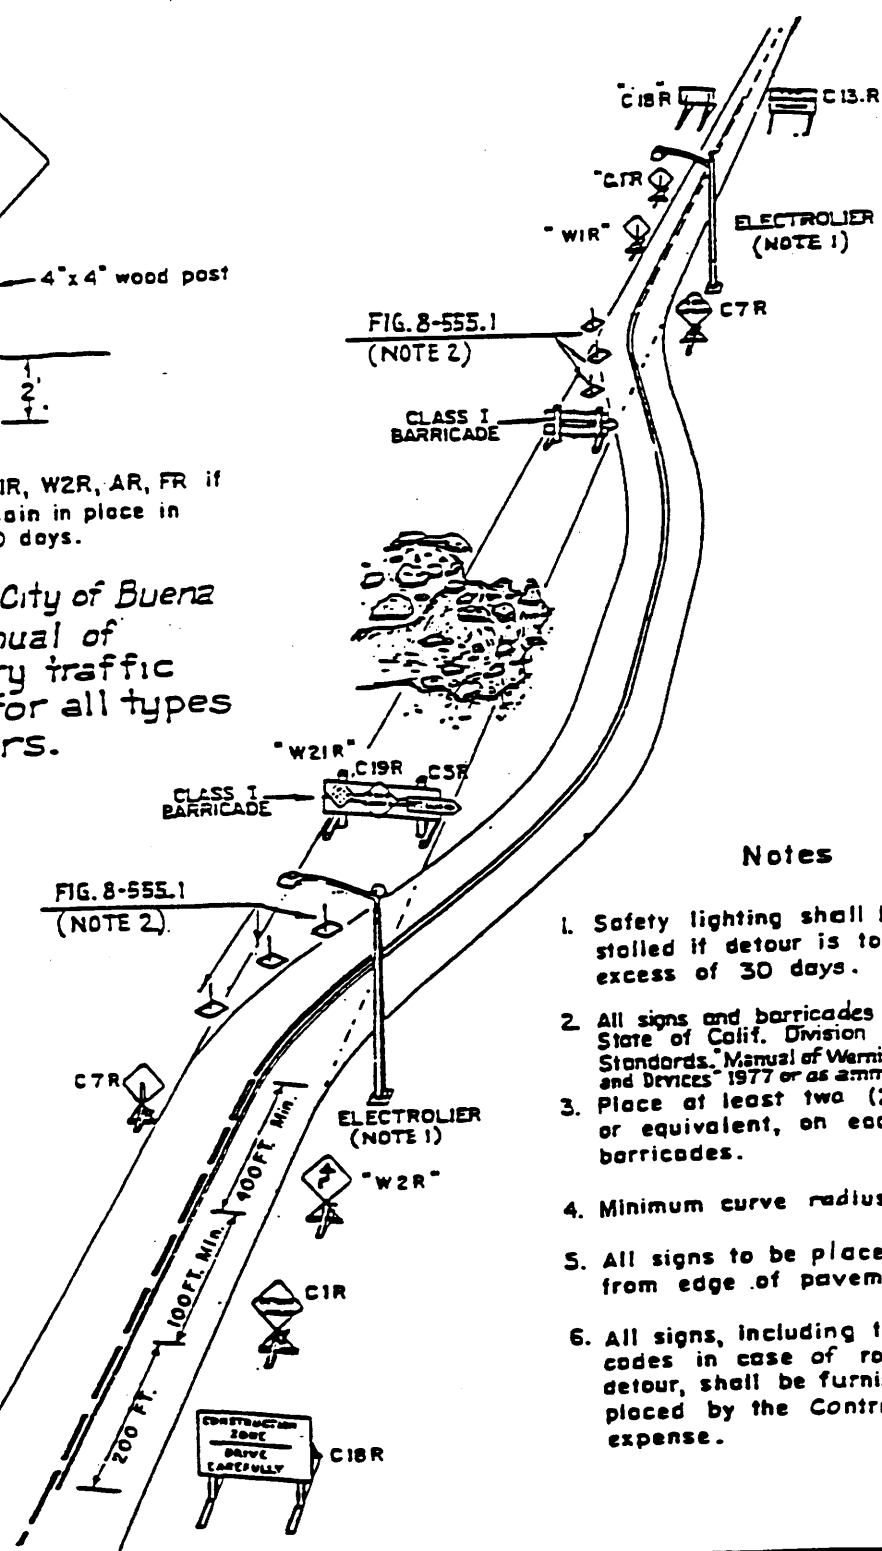 "C18"R
C13.R
"C1R
"W1R"
ELECTROLIER
(NOTE 1)
4"x 4" wood post
C7R
FIG. 8-555.1
(NOTE 2)
2'
CLASS I
BARRICADE
1R, W2R, AR, FR if
ain in place in
0 days.
City of Buena
nual of
ry traffic
for all types
rs.
"W21R"
C19R
C5R
CLASS I
BARRICADE
FIG. 8-555.1
(NOTE 2)
C7R
ELECTROLIER
(NOTE 1)
400 FT. Min.
"W2R"
100 FT. Min.
C1R
200 FT.
CONSTRUCTION
ZONE
DRIVE
CAREFULLY
C18R
Notes
1. Safety lighting shall
stalled if detour is to
excess of 30 days.
2 All signs and barricades
State of Calif. Division
Standards." Manual of Warni
and Devices" 1977 or as amm
3. Place at least two (2
or equivalent, on eac
barricades.
4. Minimum curve radius
5. All signs to be place
from edge of pavem
6. All signs, including t
cades in case of ro
detour, shall be furni
placed by the Contr
expense.